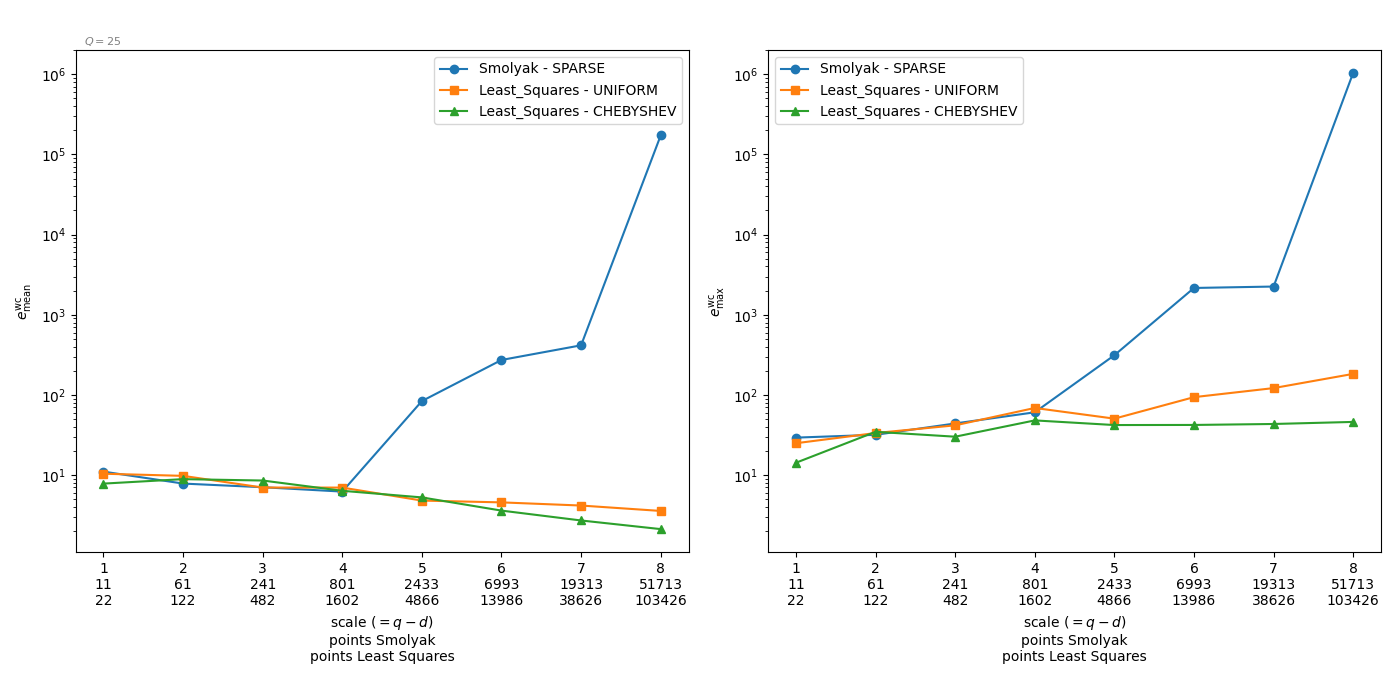 Q = 25
10^6
10^5
10^4
10^3
10^2
10^1
e^wc_mean
Smolyak - SPARSE
Least_Squares - UNIFORM
Least_Squares - CHEBYSHEV
1 2 3 4 5 6 7 8
11 61 241 801 2433 6993 19313 51713
22 122 482 1602 4866 13986 38626 103426
scale (= q − d)
points Smolyak
points Least Squares
10^6
10^5
10^4
10^3
10^2
10^1
e^wc_max
Smolyak - SPARSE
Least_Squares - UNIFORM
Least_Squares - CHEBYSHEV
1 2 3 4 5 6 7 8
11 61 241 801 2433 6993 19313 51713
22 122 482 1602 4866 13986 38626 103426
scale (= q − d)
points Smolyak
points Least Squares